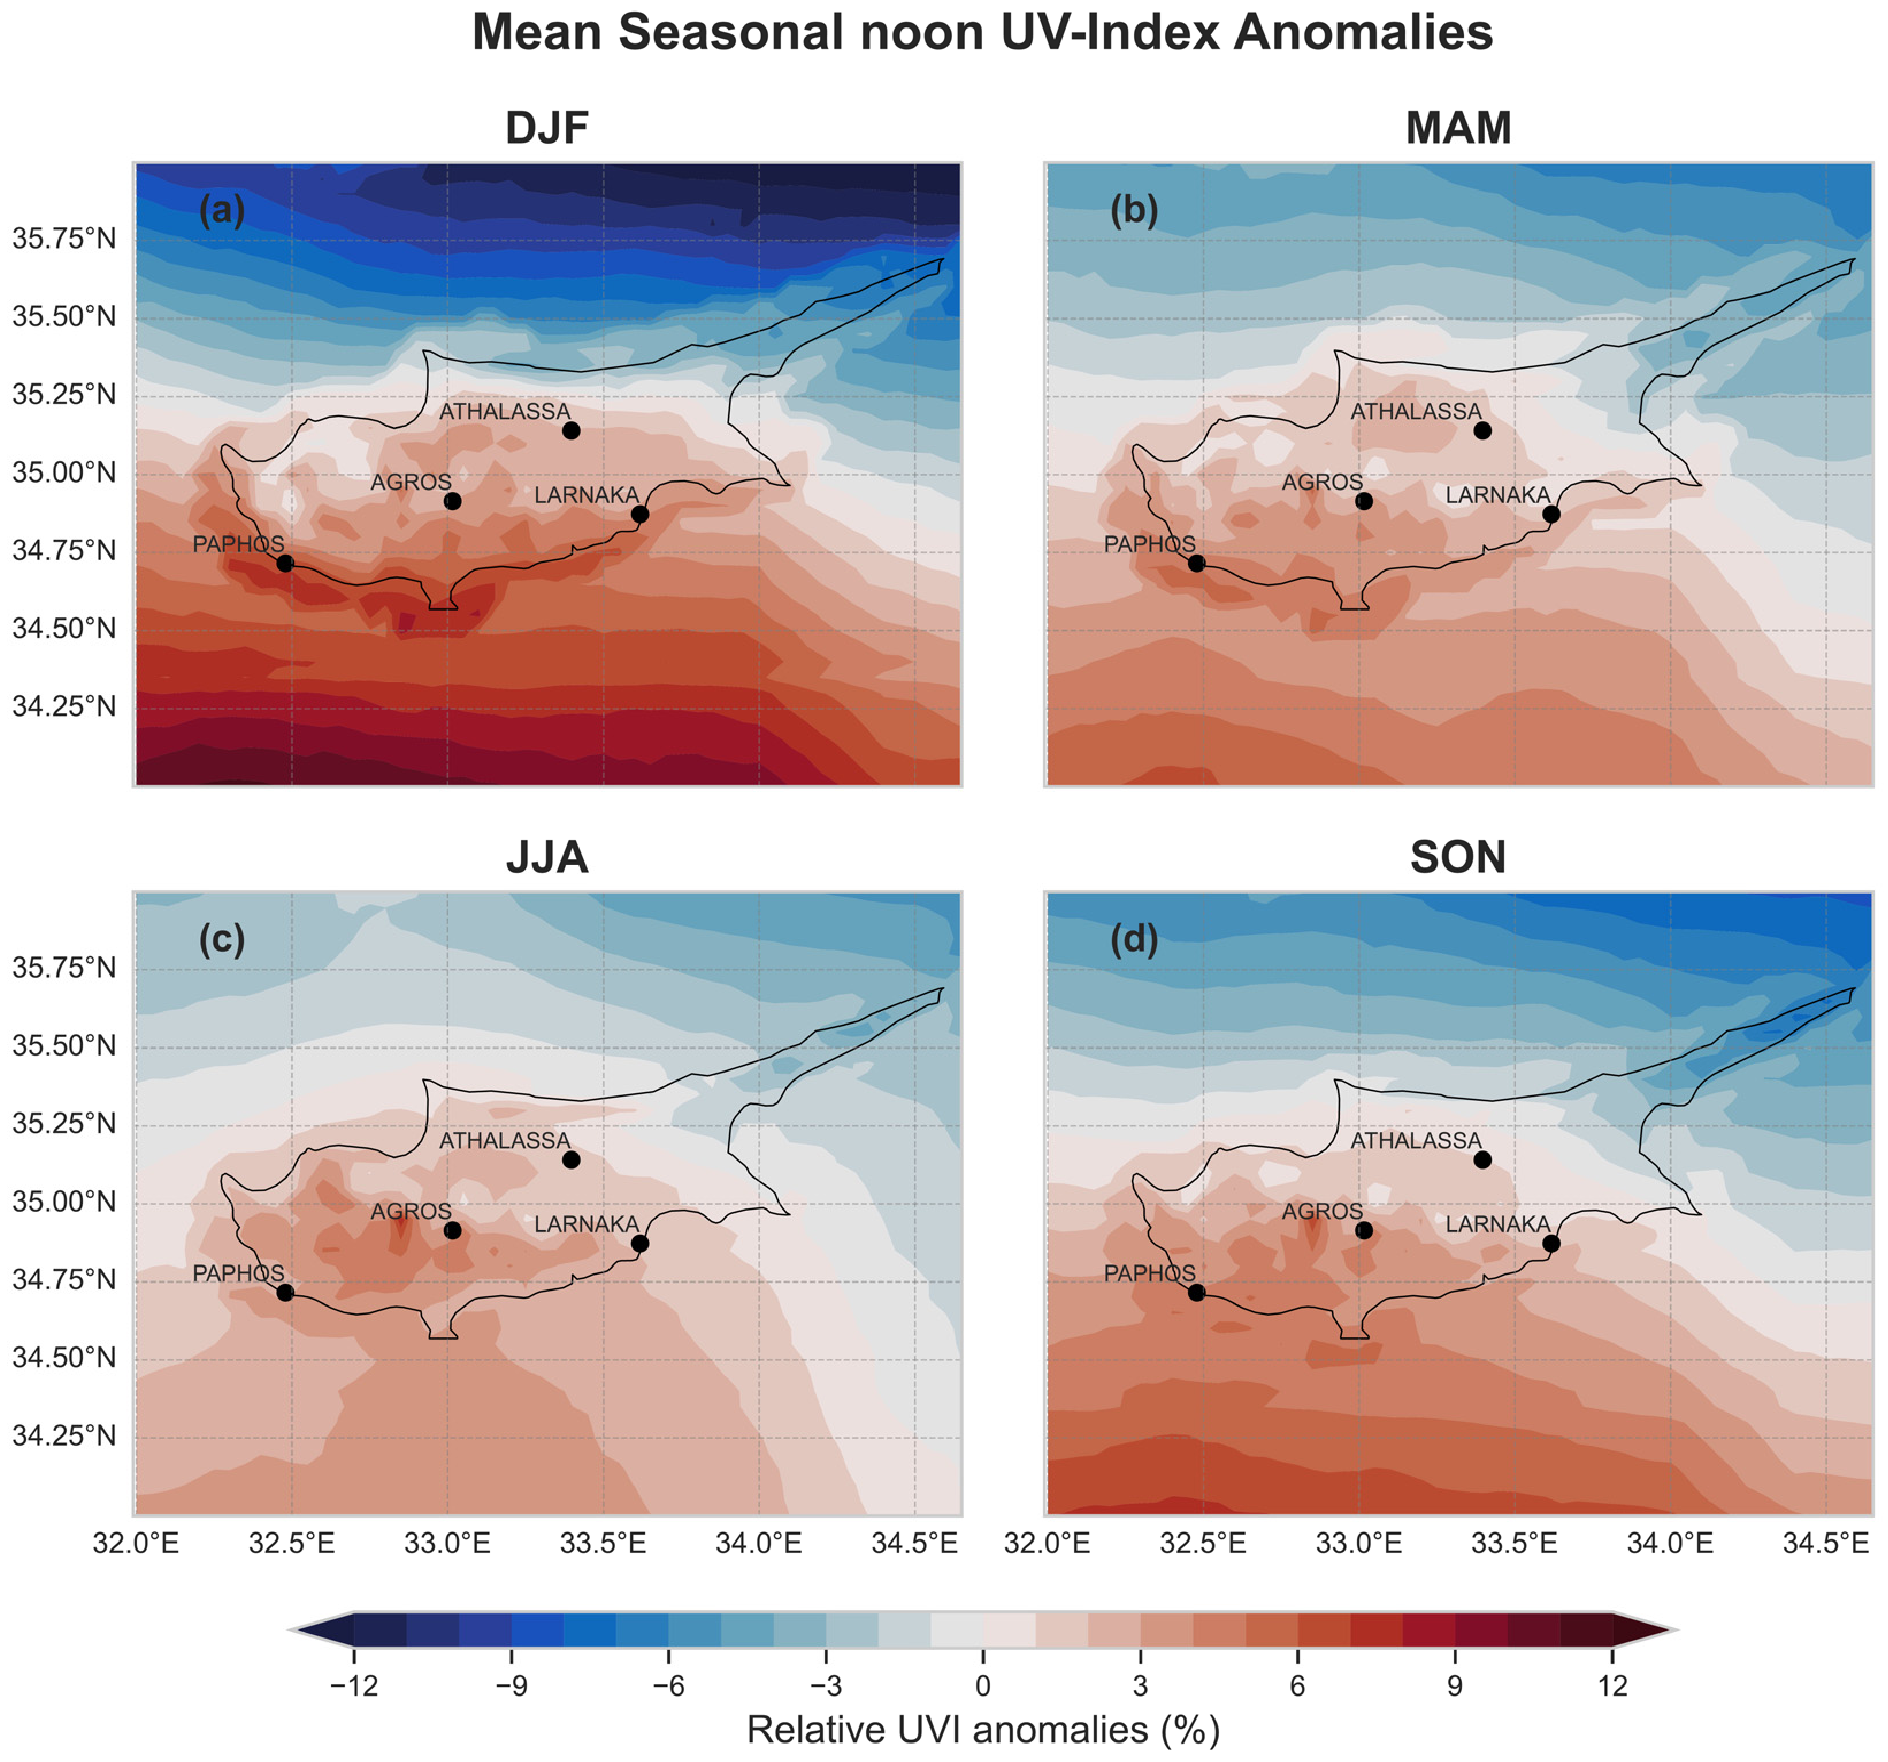 Mean Seasonal noon UV-Index Anomalies
DJF
MAM
(a)
(b)
35.75°N
35.50°N
35.25°N
35.00°N
34.75°N
34.50°N
34.25°N
ATHALASSA
AGROS
LARNAKA
PAPHOS
ATHALASSA
AGROS
LARNAKA
PAPHOS
JJA
SON
(c)
(d)
35.75°N
35.50°N
35.25°N
35.00°N
34.75°N
34.50°N
34.25°N
ATHALASSA
AGROS
LARNAKA
PAPHOS
ATHALASSA
AGROS
LARNAKA
PAPHOS
32.0°E 32.5°E 33.0°E 33.5°E 34.0°E 34.5°E 32.0°E 32.5°E 33.0°E 33.5°E 34.0°E 34.5°E
−12 −9 −6 −3 0 3 6 9 12
Relative UVI anomalies (%)